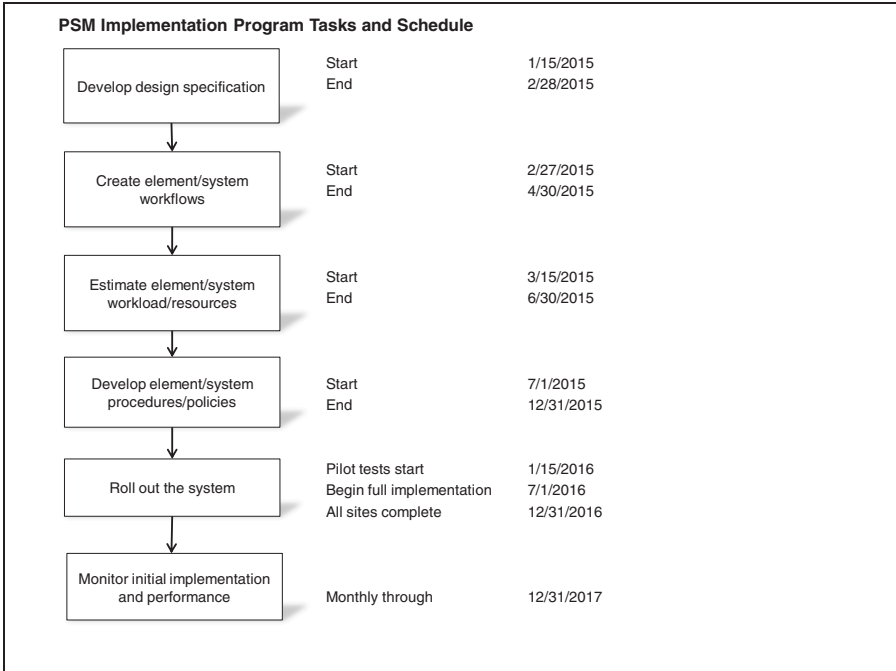 PSM Implementation Program Tasks and Schedule
Develop design specification
Start 1/15/2015
End 2/28/2015
Create element/system
workflows
Start 2/27/2015
End 4/30/2015
Estimate element/system
workload/resources
Start 3/15/2015
End 6/30/2015
Develop element/system
procedures/policies
Start 7/1/2015
End 12/31/2015
Roll out the system
Pilot tests start 1/15/2016
Begin full implementation 7/1/2016
All sites complete 12/31/2016
Monitor initial implementation
and performance
Monthly through 12/31/2017